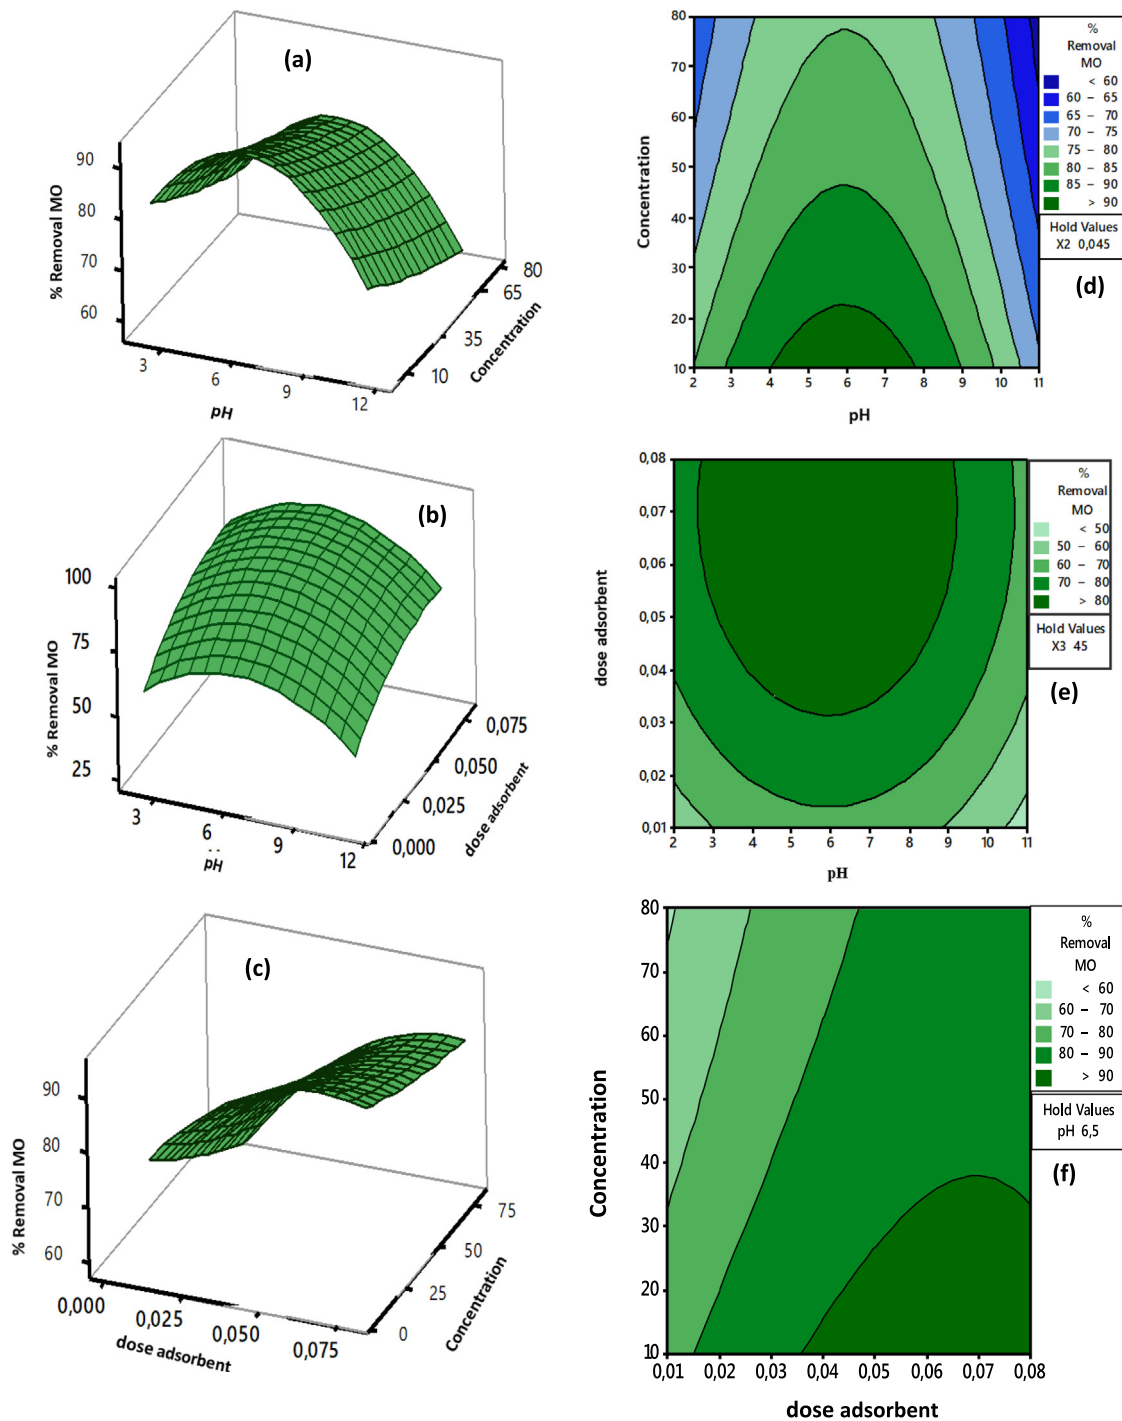 (a)
90
80
70
60
% Removal MO
3
6
9
12
pH
10
35
65
80
Concentration
80
70
60
50
40
30
20
10
Concentration
2 3 4 5 6 7 8 9 10 11
pH
%
Removal
MO
< 60
60 – 65
65 – 70
70 – 75
75 – 80
80 – 85
85 – 90
> 90
Hold Values
X2 0,045
(d)
(b)
100
75
50
25
% Removal MO
3
6
9
12
pH
0,000
0,025
0,050
0,075
dose adsorbent
0,08
0,07
0,06
0,05
0,04
0,03
0,02
0,01
dose adsorbent
2 3 4 5 6 7 8 9 10 11
pH
%
Removal
MO
< 50
50 – 60
60 – 70
70 – 80
> 80
Hold Values
X3 45
(e)
(c)
90
80
70
60
% Removal MO
0,000
0,025
0,050
0,075
dose adsorbent
0
25
50
75
Concentration
80
70
60
50
40
30
20
10
Concentration
0,01 0,02 0,03 0,04 0,05 0,06 0,07 0,08
dose adsorbent
%
Removal
MO
< 60
60 – 70
70 – 80
80 – 90
> 90
Hold Values
pH 6,5
(f)